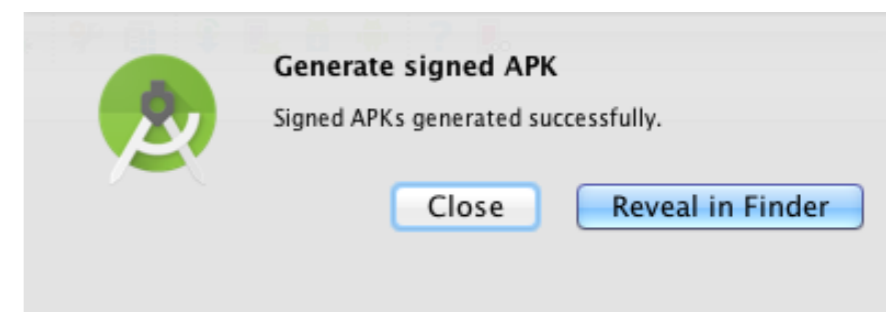 Generate signed APK
Signed APKs generated successfully.
Close
Reveal in Finder